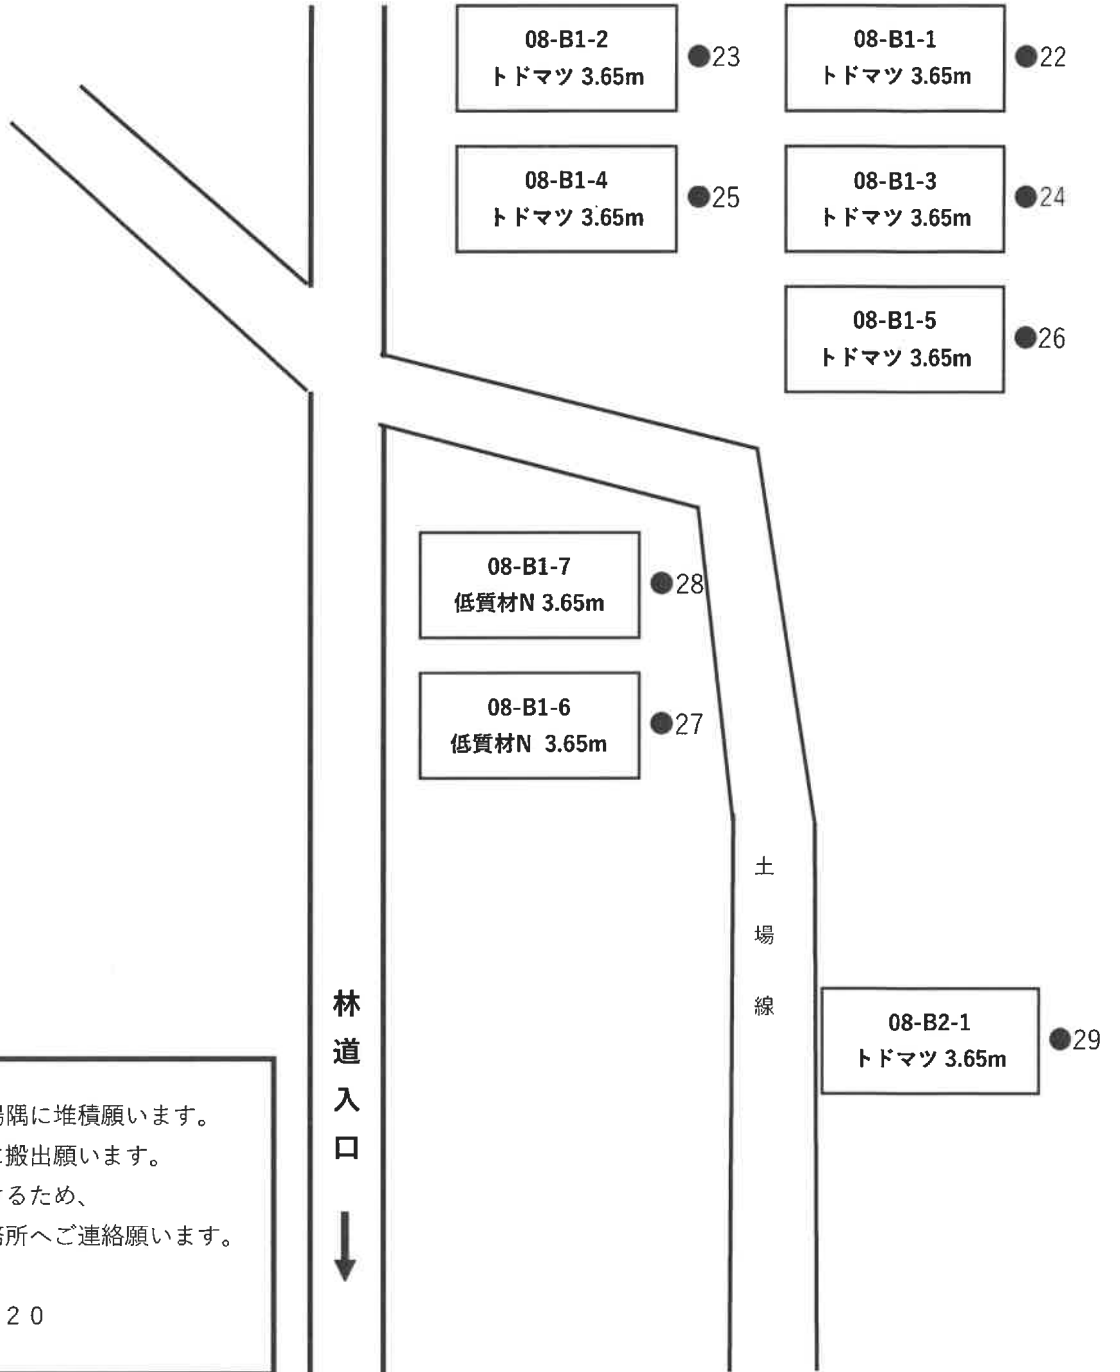 08-B1-2
トドマツ 3.65m
●23
08-B1-1
トドマツ 3.65m
●22
08-B1-4
トドマツ 3.65m
●25
08-B1-3
トドマツ 3.65m
●24
08-B1-5
トドマツ 3.65m
●26
08-B1-7
低質材N 3.65m
●28
08-B1-6
低質材N 3.65m
●27
土場線
08-B2-1
トドマツ 3.65m
●29
林道入口
隅に堆積願います。
搬出願います。
るため、
所へご連絡願います。
２０